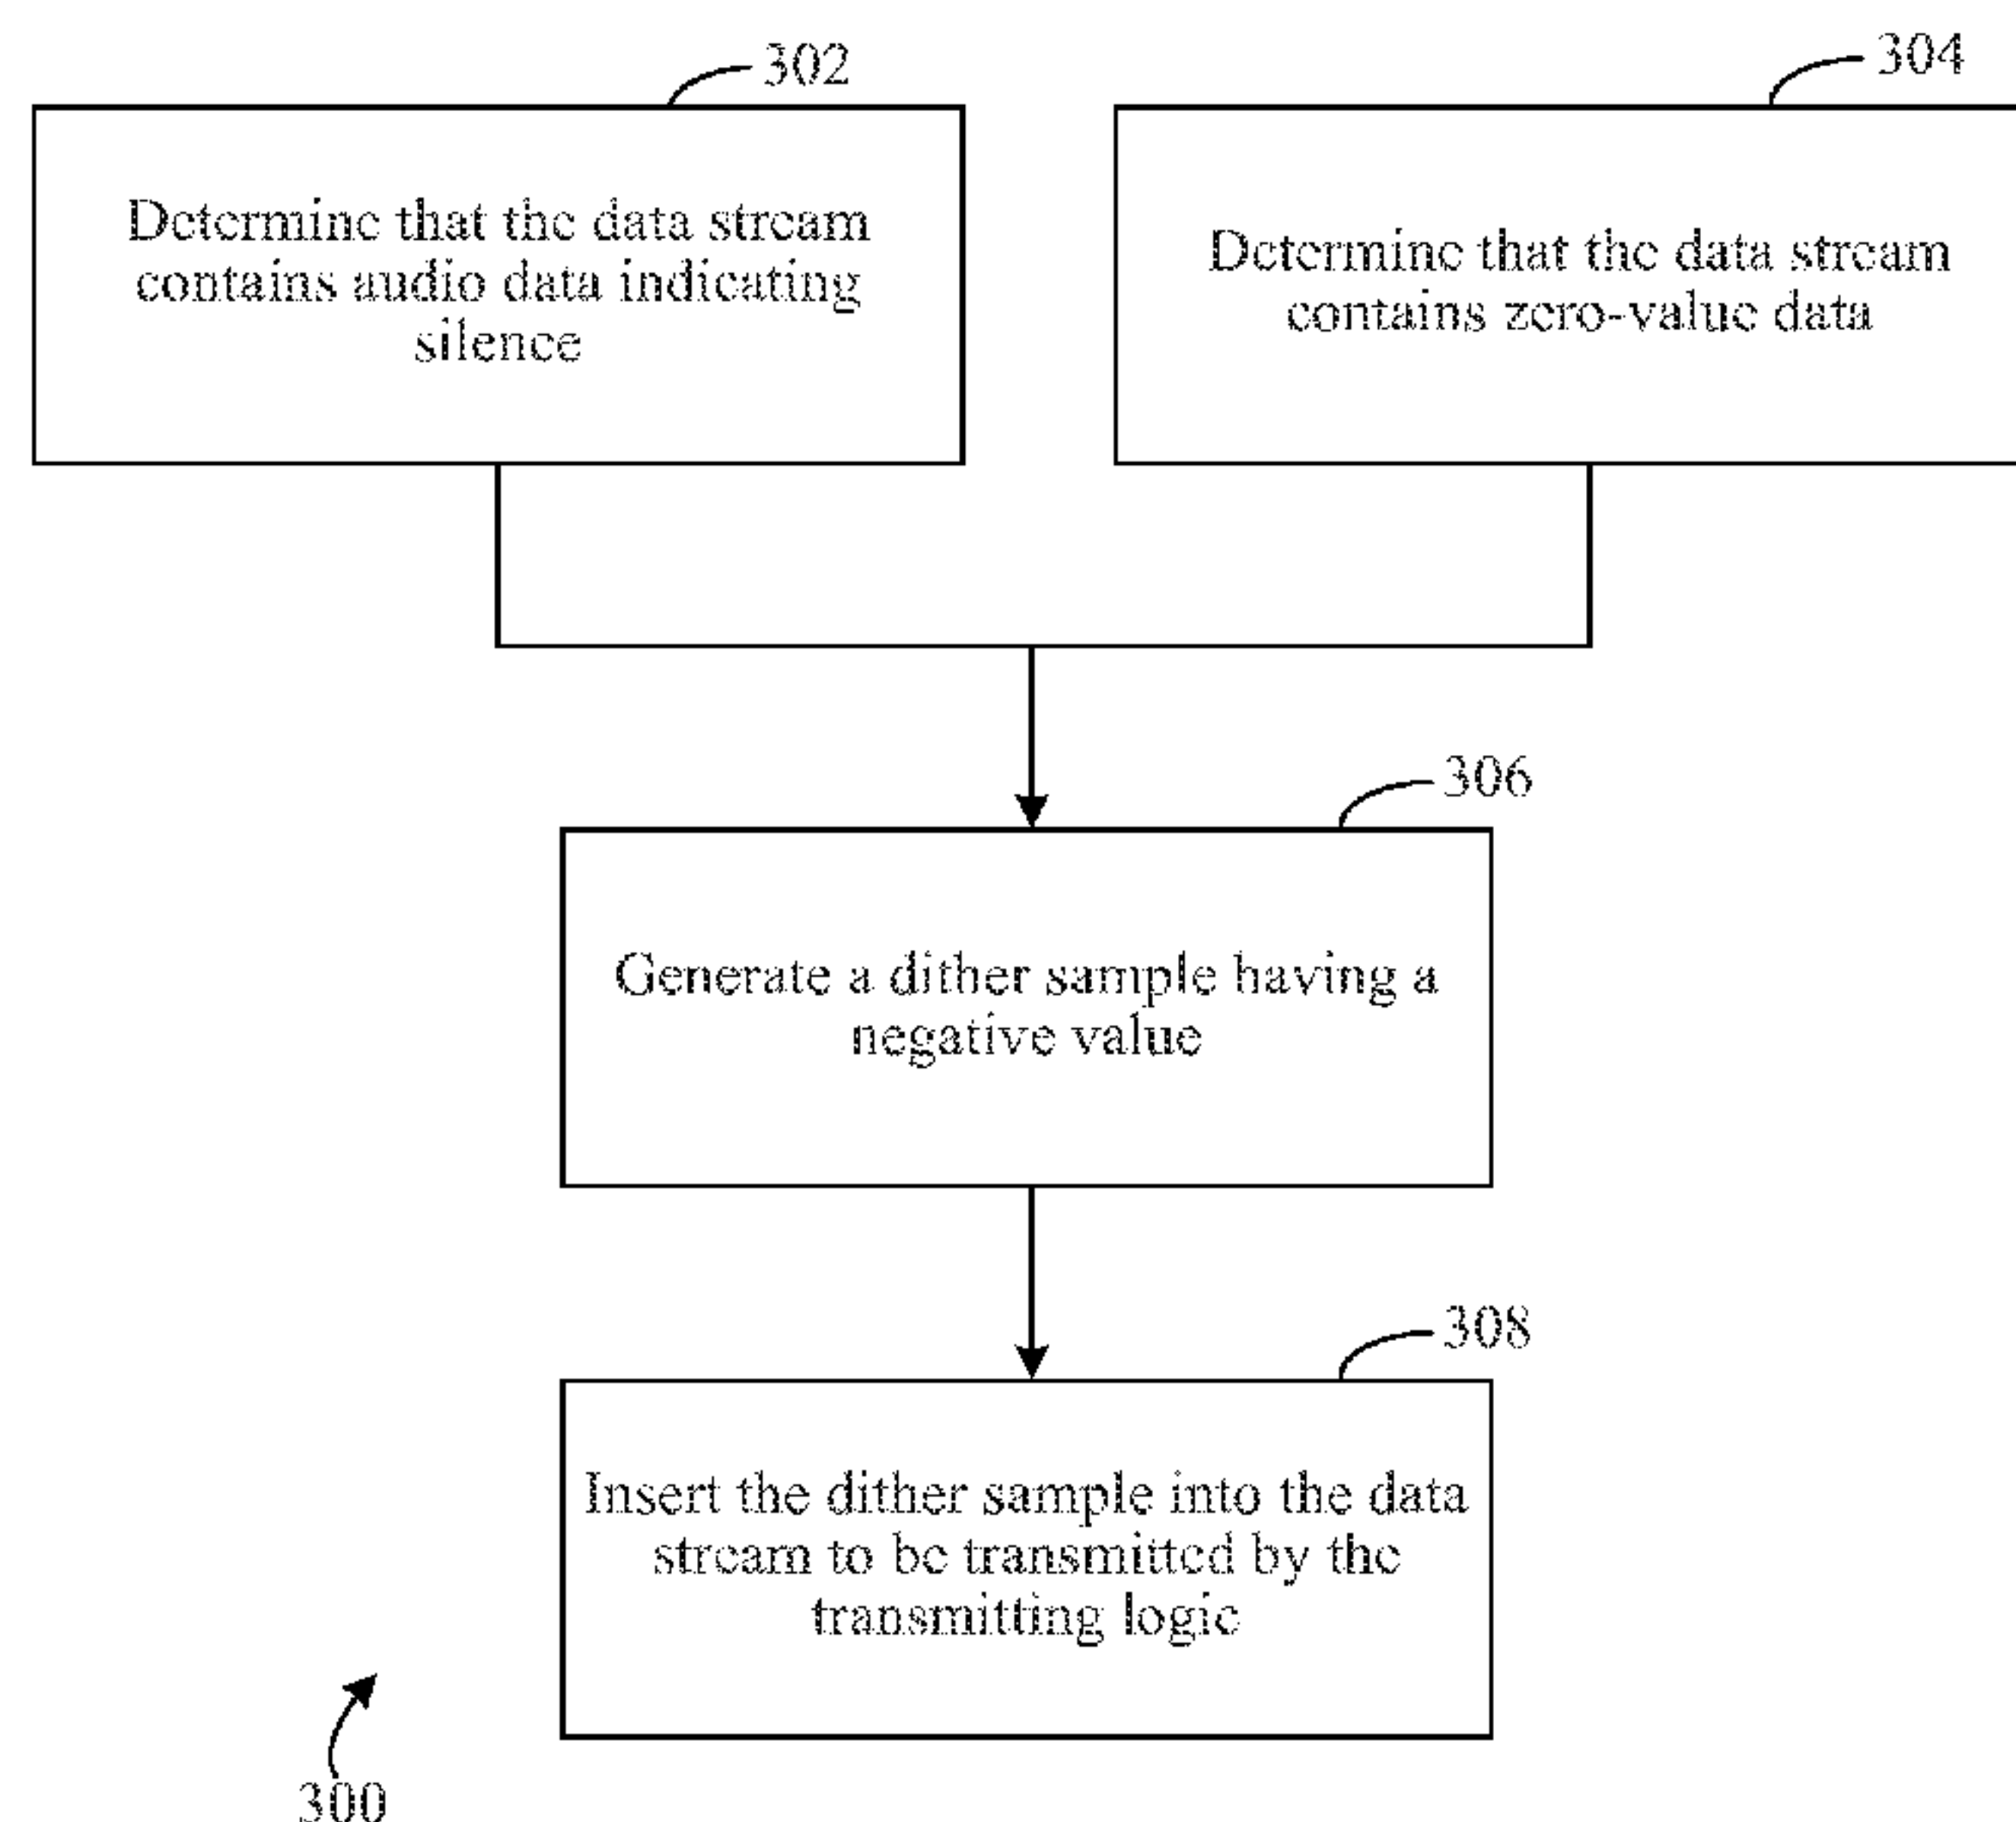 302
304
Determine that the data stream
contains audio data indicating
silence
Determine that the data stream
contains zero-value data
306
Generate a dither sample having a
negative value
308
Insert the dither sample into the data
stream to be transmitted by the
transmitting logic
300